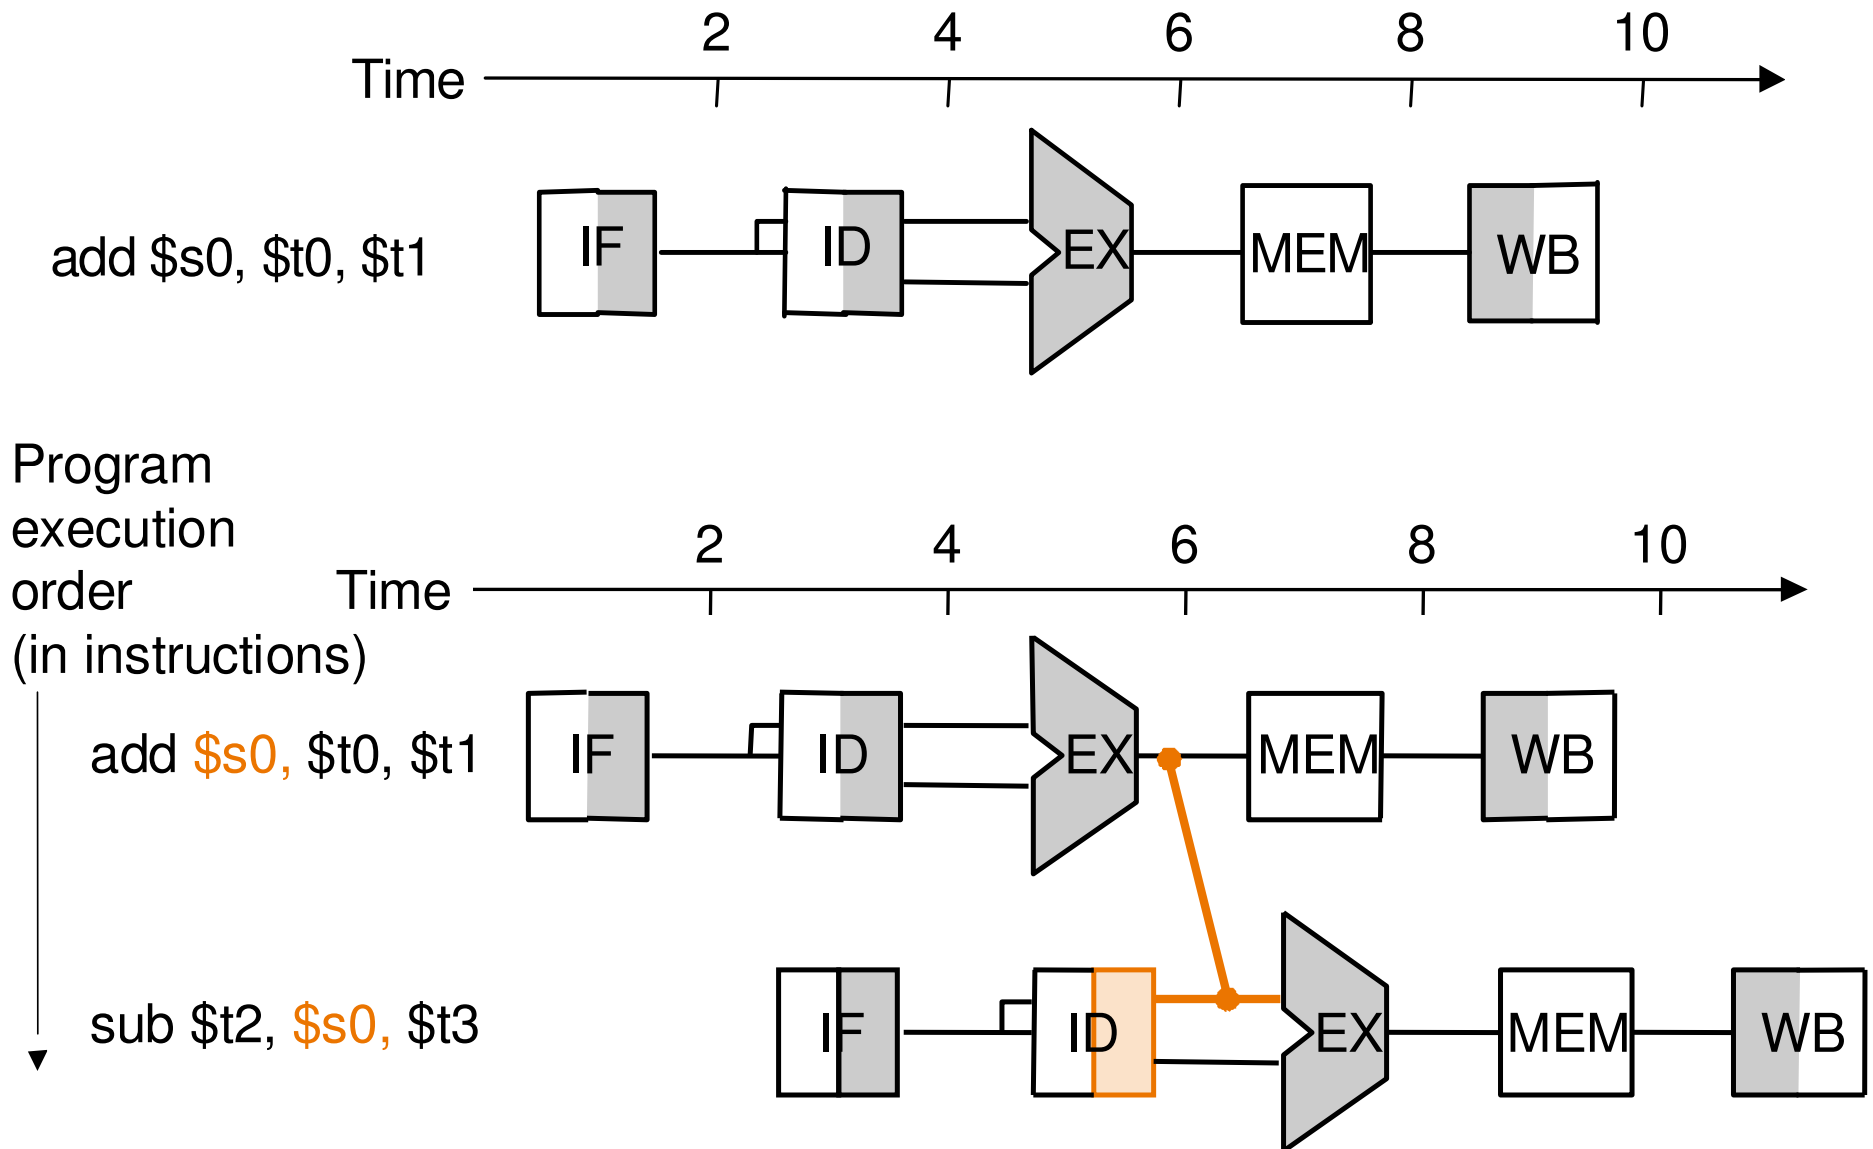 2 4 6 8 10
Time
add $s0, $t0, $t1
IF ID EX MEM WB
Program
execution
order
(in instructions)
2 4 6 8 10
Time
add $s0, $t0, $t1
IF ID EX MEM WB
sub $t2, $s0, $t3
IF ID EX MEM WB